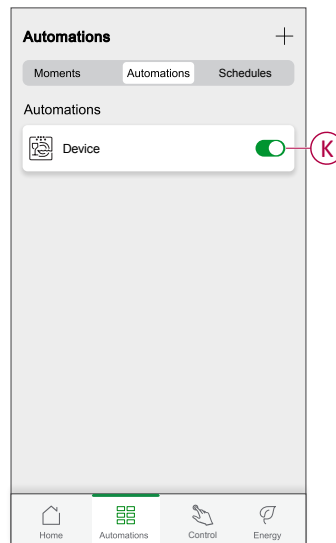 Automations
Moments Automations Schedules
Automations
Device
K
Home Automations Control Energy